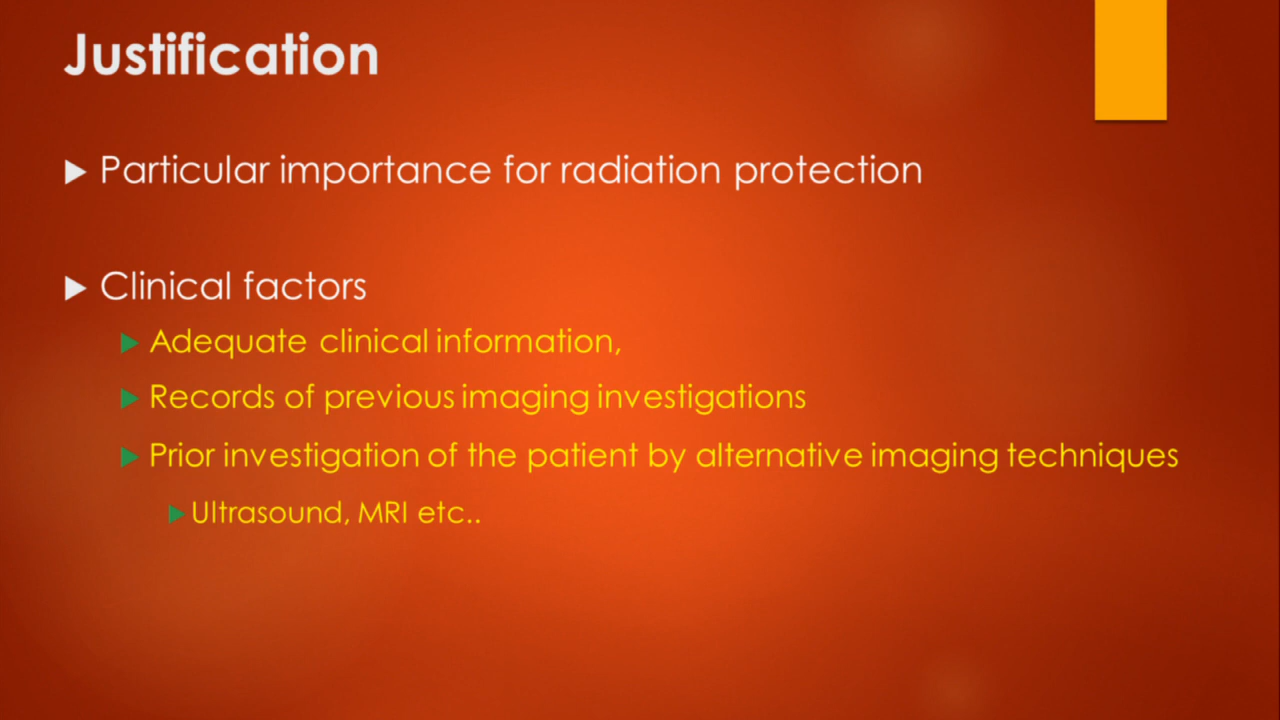 Justification
Particular importance for radiation protection
Clinical factors
Adequate clinical information,
Records of previous imaging investigations
Prior investigation of the patient by alternative imaging techniques
Ultrasound, MRI etc..